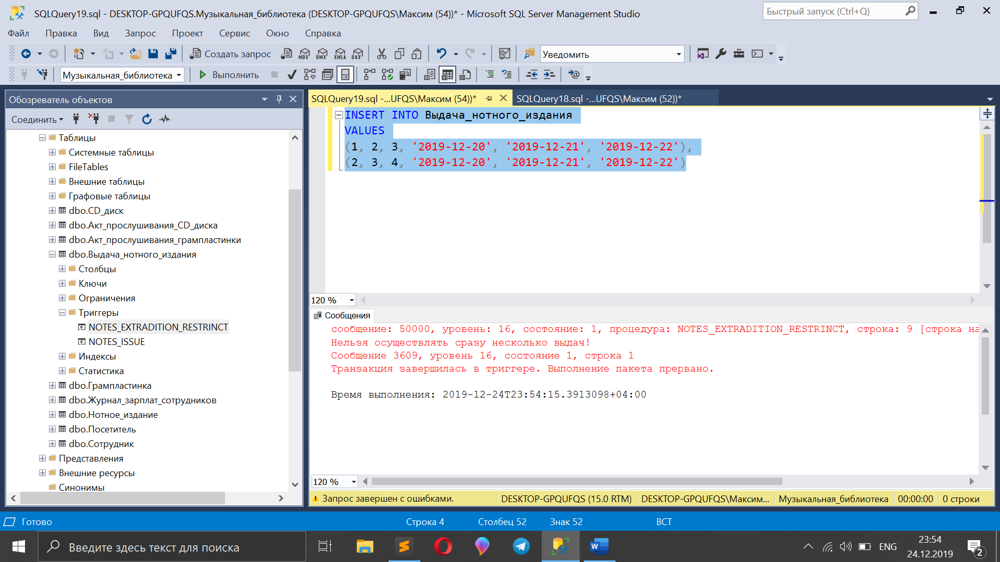 SQLQuery19.sql - DESKTOP-GPQUFQS.Музыкальная_библиотека (DESKTOP-GPQUFQS\Максим (54))* - Microsoft SQL Server Management Studio
Быстрый запуск (Ctrl+Q)
Файл Правка Вид Запрос Проект Сервис Окно Справка
Создать запрос MDX DMX XMLA DAX Уведомить
Музыкальная_библиотека Выполнить
Обозреватель объектов
Соединить
Таблицы
Системные таблицы
FileTables
Внешние таблицы
Графовые таблицы
dbo.CD_диск
dbo.Акт_прослушивания_CD_диска
dbo.Акт_прослушивания_грампластинки
dbo.Выдача_нотного_издания
Столбцы
Ключи
Ограничения
Триггеры
NOTES_EXTRADITION_RESTRINCT
NOTES_ISSUE
Индексы
Статистика
dbo.Грампластинка
dbo.Журнал_зарплат_сотрудников
dbo.Нотное_издание
dbo.Посетитель
dbo.Сотрудник
Представления
Внешние ресурсы
Синонимы
SQLQuery19.sql -...UFQS\Максим (54))* SQLQuery18.sql -...UFQS\Максим (52))*
INSERT INTO Выдача_нотного_издания
VALUES
(1, 2, 3, '2019-12-20', '2019-12-21', '2019-12-22'),
(2, 3, 4, '2019-12-20', '2019-12-21', '2019-12-22')
120 %
Сообщения
сообщение: 50000, уровень: 16, состояние: 1, процедура: NOTES_EXTRADITION_RESTRINCT, строка: 9 [строка на
Нельзя осуществлять сразу несколько выдач!
Сообщение 3609, уровень 16, состояние 1, строка 1
Транзакция завершилась в триггере. Выполнение пакета прервано.
Время выполнения: 2019-12-24T23:54:15.3913098+04:00
120 %
Запрос завершен с ошибками. DESKTOP-GPQUFQS (15.0 RTM) DESKTOP-GPQUFQS\Максим... Музыкальная_библиотека 00:00:00 0 строки
Готово Строка 4 Столбец 52 Знак 52 ВСТ
Введите здесь текст для поиска
W
ENG
23:54
24.12.2019
2